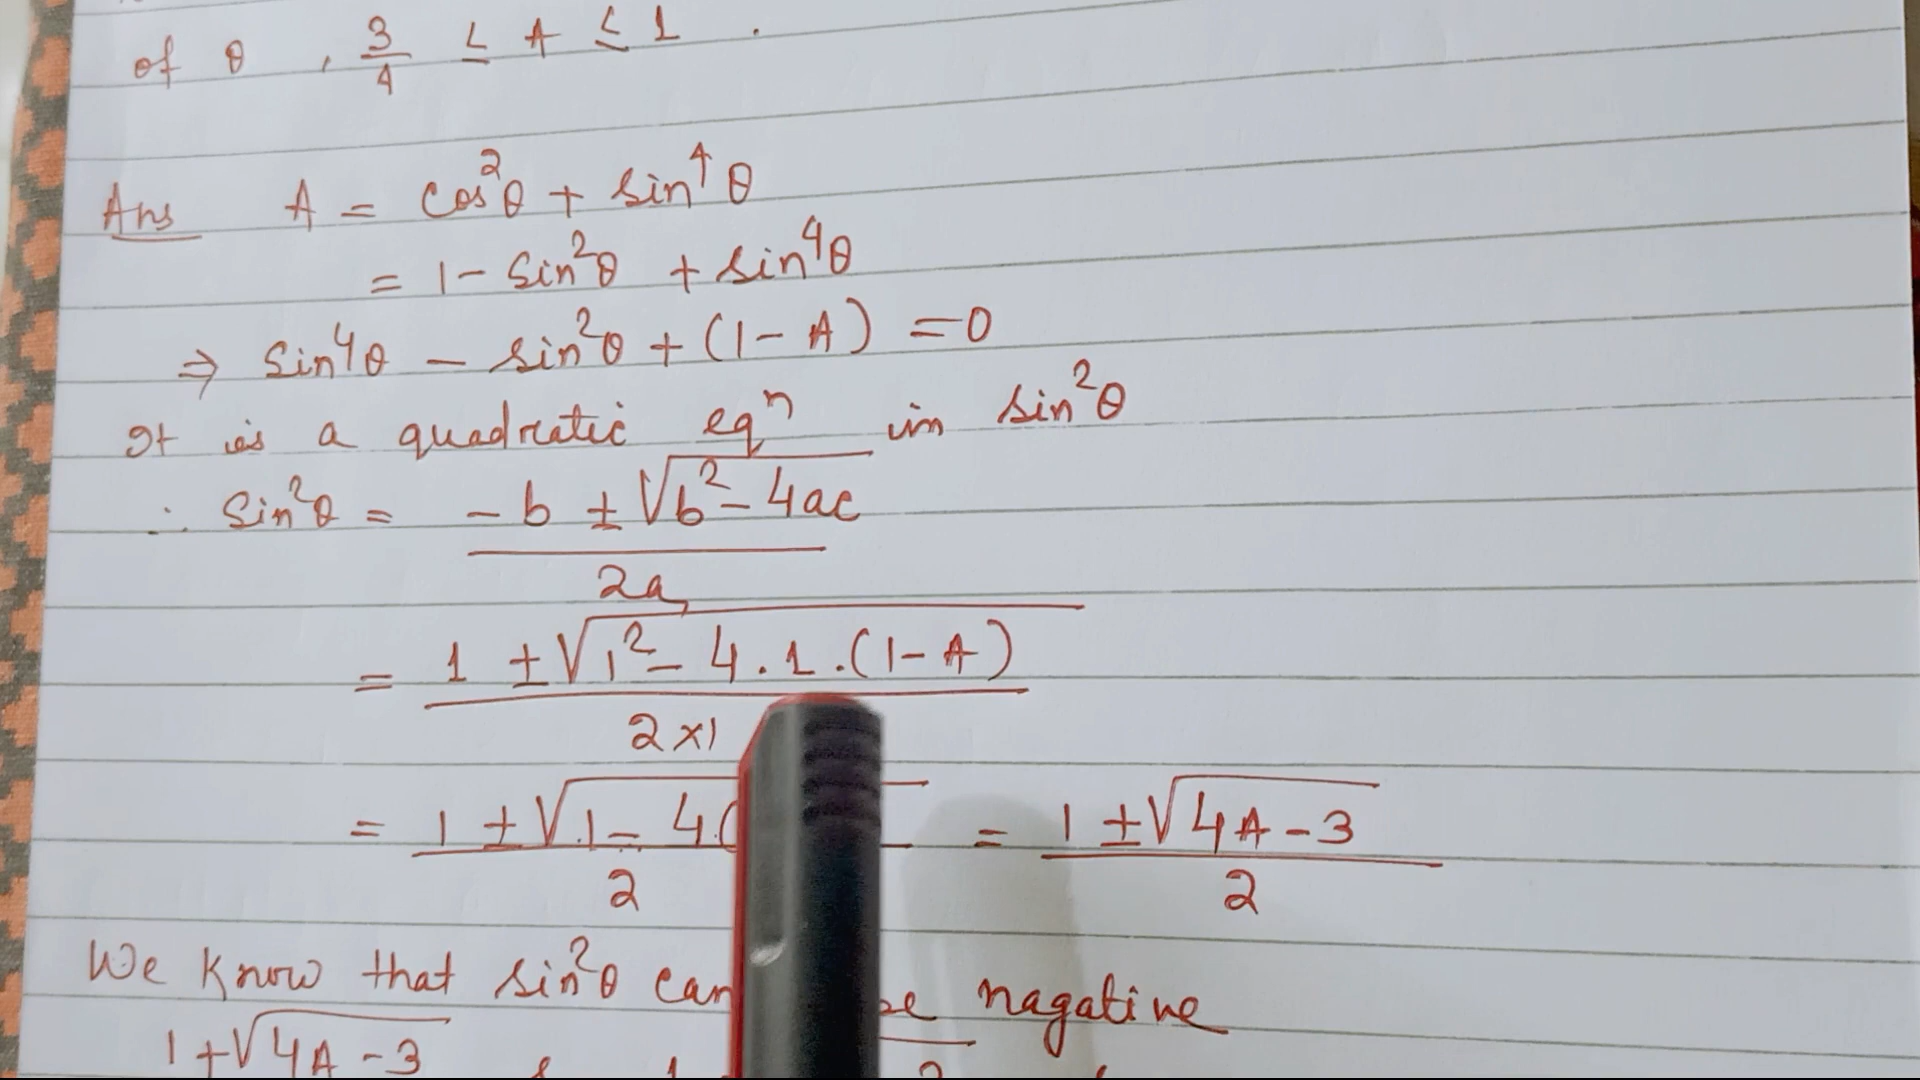 of θ , 3/4 ≤ A ≤ 1 .
Ans A = cos²θ + sin⁴θ
= 1 - sin²θ + sin⁴θ
⇒ sin⁴θ - sin²θ + (1 - A) = 0
It is a quadratic eqⁿ in sin²θ
∴ sin²θ = -b ± √b² - 4ac
2a
= 1 ± √1² - 4.1.(1 - A)
2×1
= 1 ± √1 - 4.( = 1 ± √4A - 3
2 2
We know that sin²θ can nagative
1 + √4A - 3